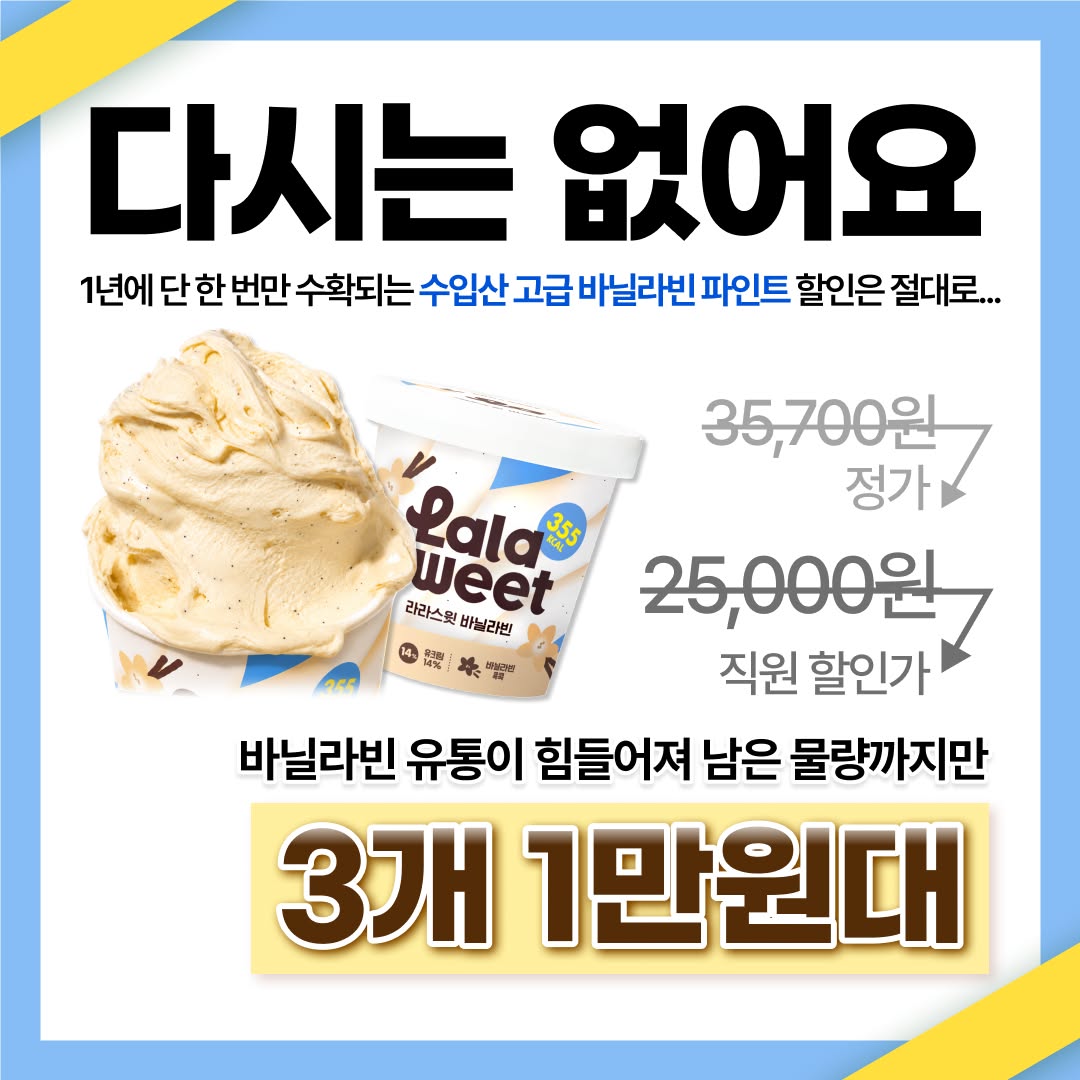 다시는 없어요
1년에 단 한 번만 수확되는 수입산 고급 바닐라빈 파인트 할인은 절대로...
35,700원
정가
25,000원
직원 할인가
Lala
Sweet
355
KCAL
라라스윗 바닐라빈
14%
유크림
14%
바닐라빈
콕콕
355
바닐라빈 유통이 힘들어져 남은 물량까지만
3개 1만원대